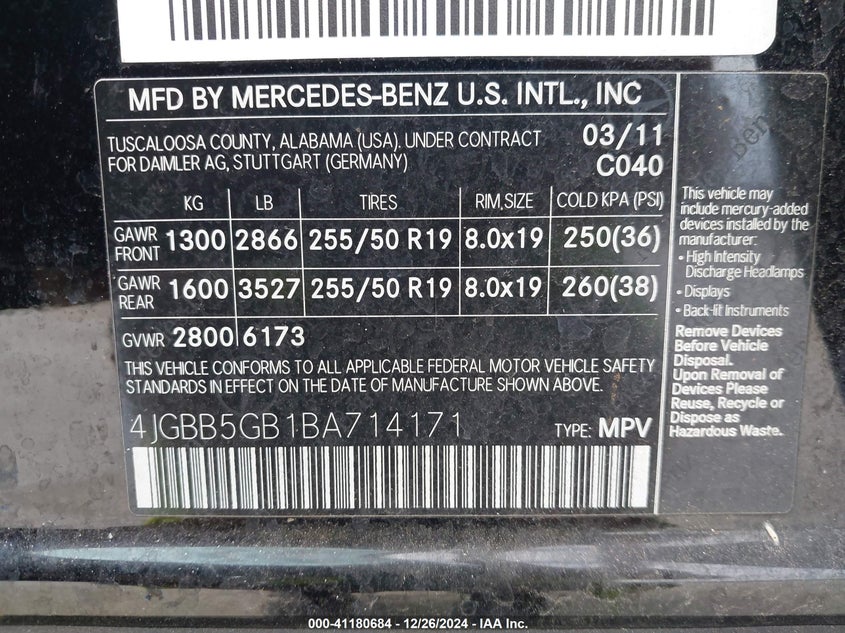 MFD BY MERCEDES-BENZ U.S. INTL., INC
TUSCALOOSA COUNTY, ALABAMA (USA). UNDER CONTRACT
FOR DAIMLER AG, STUTTGART (GERMANY)
03/11
C040
KG LB TIRES RIM,SIZE COLD KPA (PSI)
GAWR FRONT 1300 2866 255/50 R19 8.0x19 250(36)
GAWR REAR 1600 3527 255/50 R19 8.0x19 260(38)
GVWR 2800 6173
THIS VEHICLE CONFORMS TO ALL APPLICABLE FEDERAL MOTOR VEHICLE SAFETY
STANDARDS IN EFFECT ON THE DATE OF MANUFACTURE SHOWN ABOVE.
4JGBB5GB1BA714171 TYPE: MPV
This vehicle may
include mercury-added
devices installed by the
manufacturer:
• High Intensity
Discharge Headlamps
• Displays
• Back-lit Instruments
Remove Devices
Before Vehicle
Disposal.
Upon Removal of
Devices Please
Reuse, Recycle or
Dispose as
Hazardous Waste.
000-41180684 - 12/26/2024 - IAA Inc.